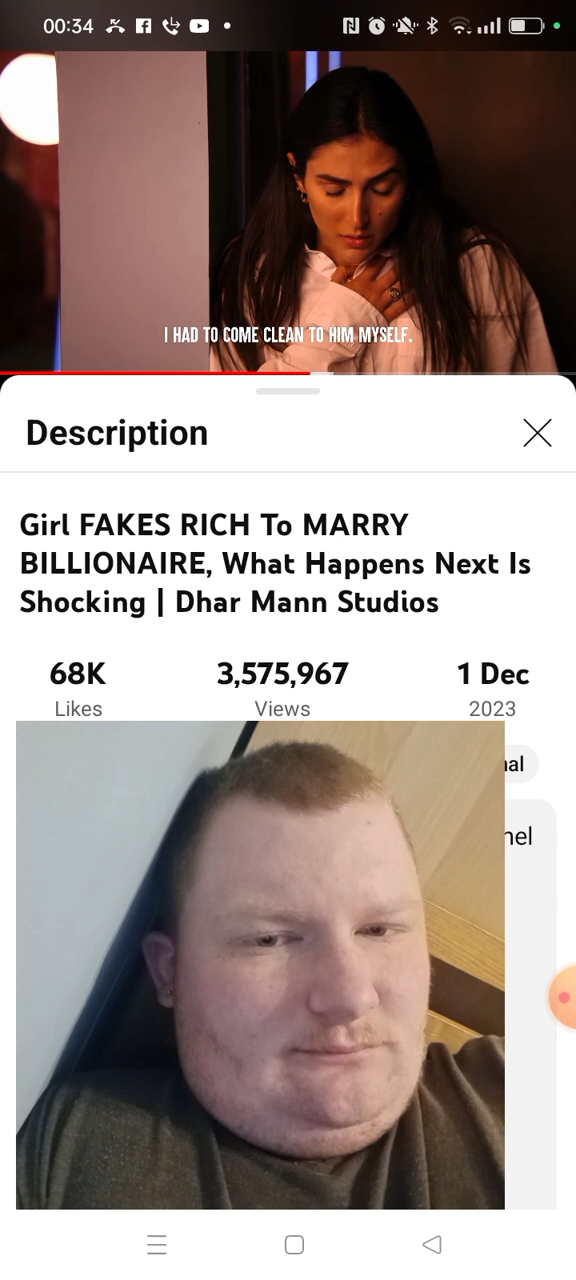 00:34
I HAD TO COME CLEAN TO HIM MYSELF.
Description
Girl FAKES RICH To MARRY
BILLIONAIRE, What Happens Next Is
Shocking | Dhar Mann Studios
68K 3,575,967 1 Dec
Likes Views 2023